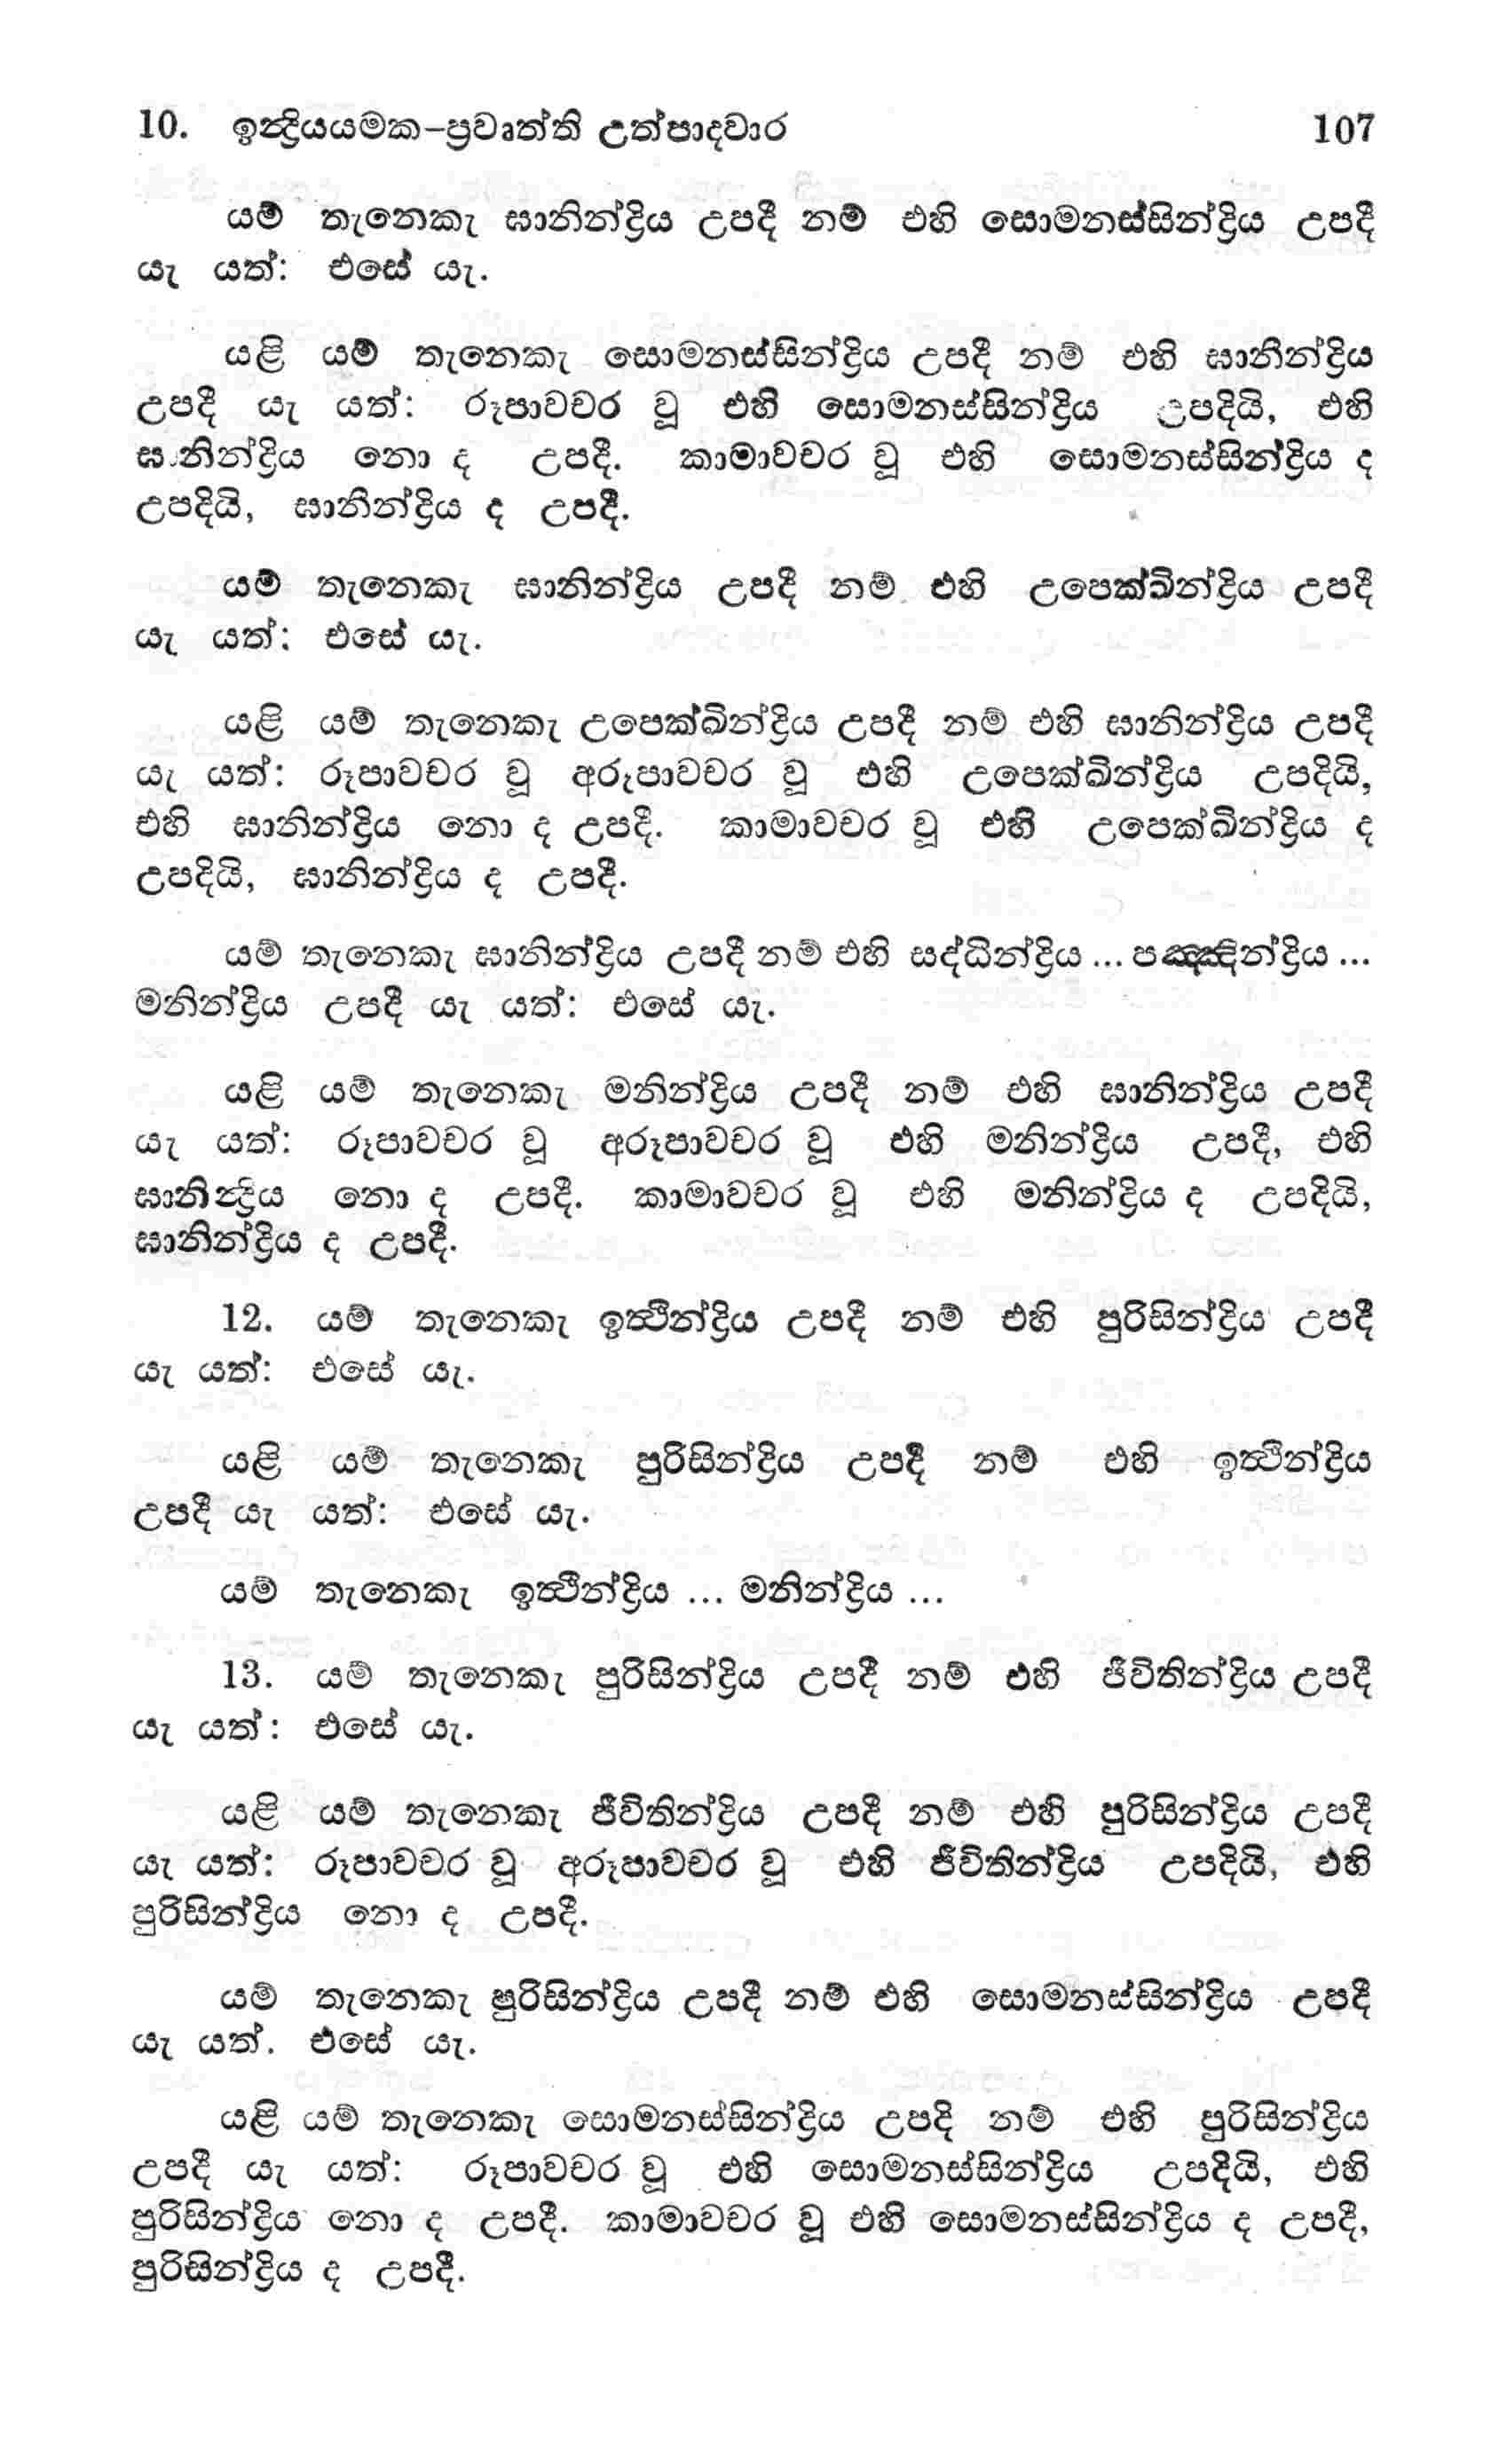 10. ඉන්ද්‍රියයමක–ප්‍රවෘත්ති උත්පාදවාර 107
යම් තැනෙකැ ඝානින්ද්‍රිය උපදී නම් එහි සොමනස්සින්ද්‍රිය උපදී
යැ යත්: එසේ යැ.
යළි යම් තැනෙකැ සොමනස්සින්ද්‍රිය උපදී නම් එහි ඝානින්ද්‍රිය
උපදී යැ යත්: රූපාවචර වූ එහි සොමනස්සින්ද්‍රිය උපදියි, එහි
ඝානින්ද්‍රිය නො ද උපදී. කාමාවචර වූ එහි සොමනස්සින්ද්‍රිය ද
උපදියි, ඝානින්ද්‍රිය ද උපදී.
යම් තැනෙකැ ඝානින්ද්‍රිය උපදී නම් එහි උපෙක්ඛින්ද්‍රිය උපදී
යැ යත්: එසේ යැ.
යළි යම් තැනෙකැ උපෙක්ඛින්ද්‍රිය උපදී නම් එහි ඝානින්ද්‍රිය උපදී
යැ යත්: රූපාවචර වූ අරූපාවචර වූ එහි උපෙක්ඛින්ද්‍රිය උපදියි,
එහි ඝානින්ද්‍රිය නො ද උපදී. කාමාවචර වූ එහි උපෙක්ඛින්ද්‍රිය ද
උපදියි, ඝානින්ද්‍රිය ද උපදී.
යම් තැනෙකැ ඝානින්ද්‍රිය උපදී නම් එහි සද්ධින්ද්‍රිය ... ...
මනින්ද්‍රිය උපදී යැ යත්: එසේ යැ.
යළි යම් තැනෙකැ මනින්ද්‍රිය උපදී නම් එහි ඝානින්ද්‍රිය උපදී
යැ යත්: රූපාවචර වූ අරූපාවචර වූ එහි මනින්ද්‍රිය උපදී, එහි
ඝානින්ද්‍රිය නො ද උපදී. කාමාවචර වූ එහි මනින්ද්‍රිය ද උපදියි,
ඝානින්ද්‍රිය ද උපදී.
12. යම් තැනෙකැ ඉත්‍ථින්ද්‍රිය උපදී නම් එහි පුරිසින්ද්‍රිය උපදී
යැ යත්: එසේ යැ.
යළි යම් තැනෙකැ පුරිසින්ද්‍රිය උපදී නම් එහි ඉත්‍ථින්ද්‍රිය
උපදී යැ යත්: එසේ යැ.
යම් තැනෙකැ ඉත්‍ථින්ද්‍රිය ... මනින්ද්‍රිය ...
13. යම් තැනෙකැ පුරිසින්ද්‍රිය උපදී නම් එහි ජීවිතින්ද්‍රිය උපදී
යැ යත්: එසේ යැ.
යළි යම් තැනෙකැ ජීවිතින්ද්‍රිය උපදී නම් එහි පුරිසින්ද්‍රිය උපදී
යැ යත්: රූපාවචර වූ අරූපාවචර වූ එහි ජීවිතින්ද්‍රිය උපදියි, එහි
පුරිසින්ද්‍රිය නො ද උපදී.
යම් තැනෙකැ පුරිසින්ද්‍රිය උපදී නම් එහි සොමනස්සින්ද්‍රිය උපදී
යැ යත්. එසේ යැ.
යළි යම් තැනෙකැ සොමනස්සින්ද්‍රිය උපදි නම් එහි පුරිසින්ද්‍රිය
උපදී යැ යත්: රූපාවචර වූ එහි සොමනස්සින්ද්‍රිය උපදියි, එහි
පුරිසින්ද්‍රිය නො ද උපදී. කාමාවචර වූ එහි සොමනස්සින්ද්‍රිය ද උපදී,
පුරිසින්ද්‍රිය ද උපදී.